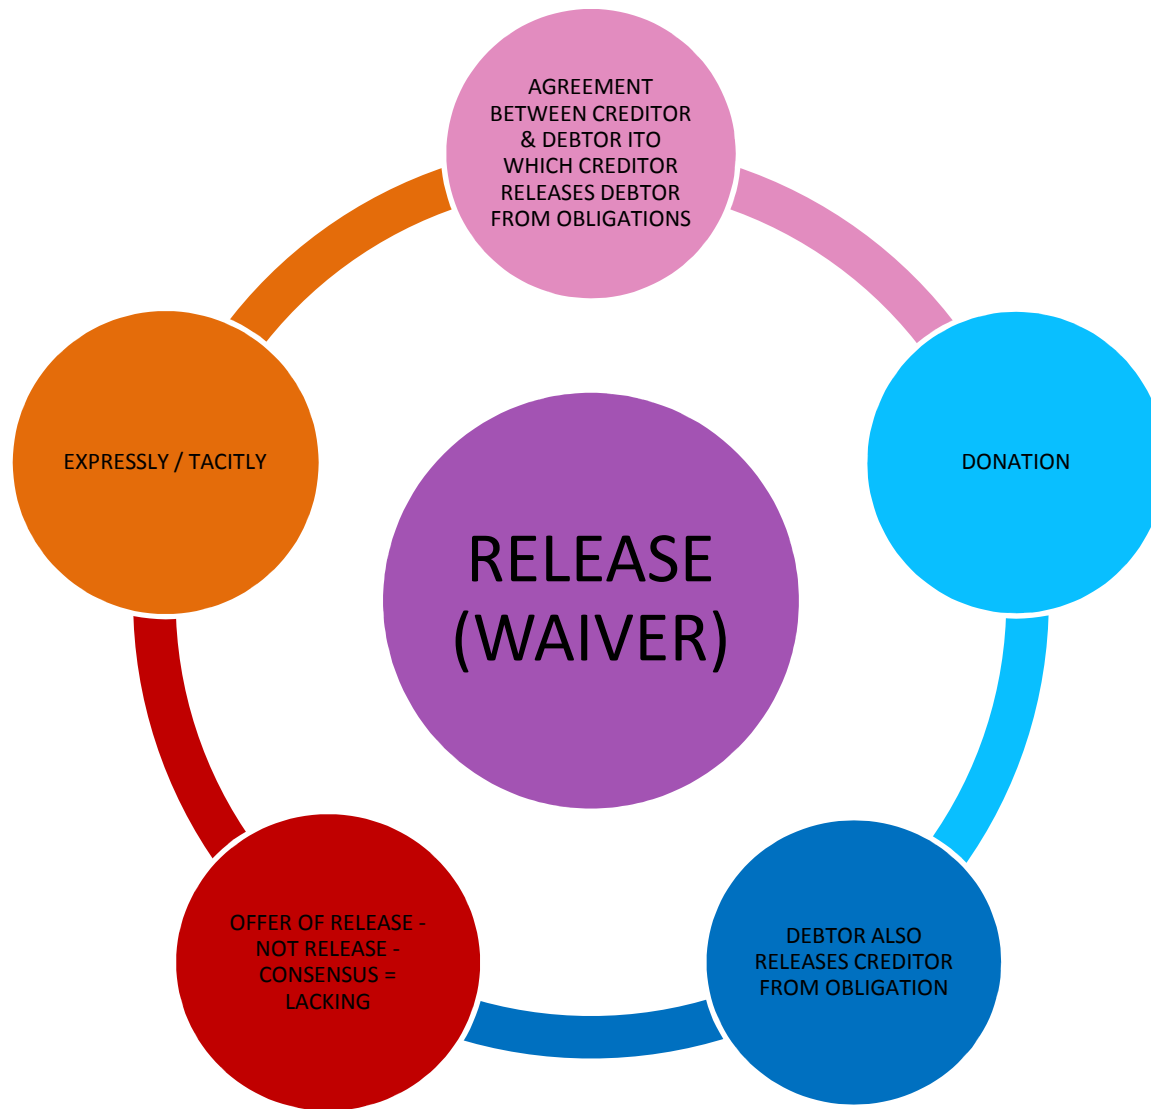 AGREEMENT
BETWEEN CREDITOR
& DEBTOR ITO
WHICH CREDITOR
RELEASES DEBTOR
FROM OBLIGATIONS
DONATION
DEBTOR ALSO
RELEASES CREDITOR
FROM OBLIGATION
OFFER OF RELEASE -
NOT RELEASE -
CONSENSUS =
LACKING
EXPRESSLY / TACITLY
RELEASE
(WAIVER)